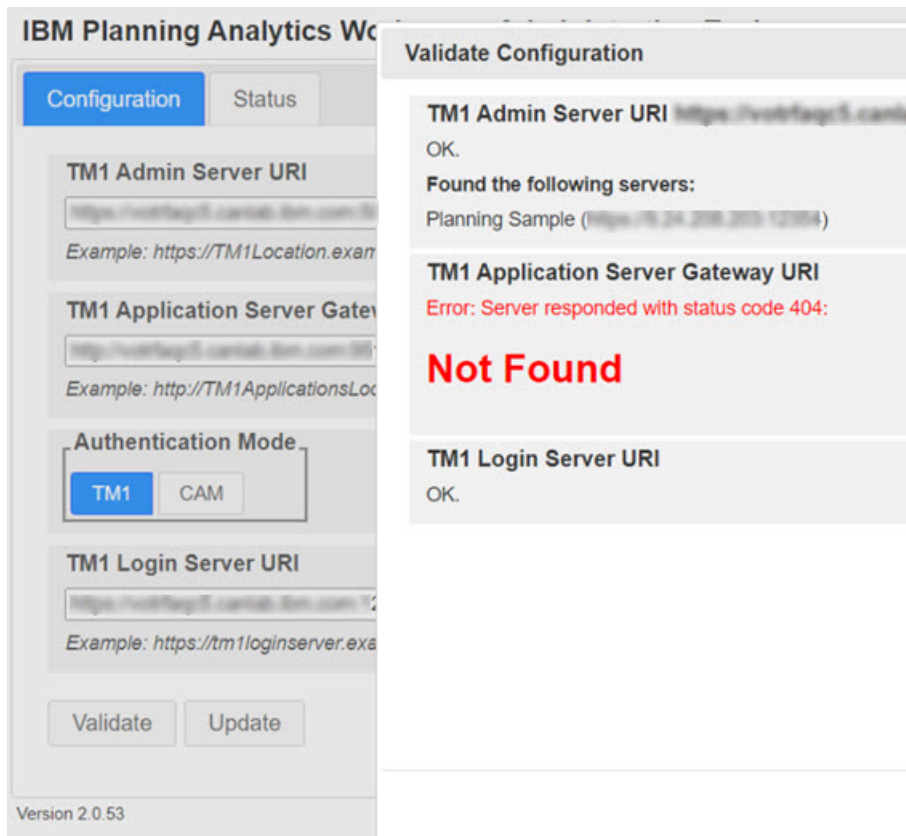 IBM Planning Analytics Wo
Configuration
Status
TM1 Admin Server URI
Example: https://TM1Location.exam
TM1 Application Server Gatew
Example: http://TM1ApplicationsLoc
Authentication Mode
TM1
CAM
TM1 Login Server URI
Example: https://tm1loginserver.exa
Validate
Update
Version 2.0.53
Validate Configuration
TM1 Admin Server URI
OK.
Found the following servers:
Planning Sample (
TM1 Application Server Gateway URI
Error: Server responded with status code 404:
Not Found
TM1 Login Server URI
OK.